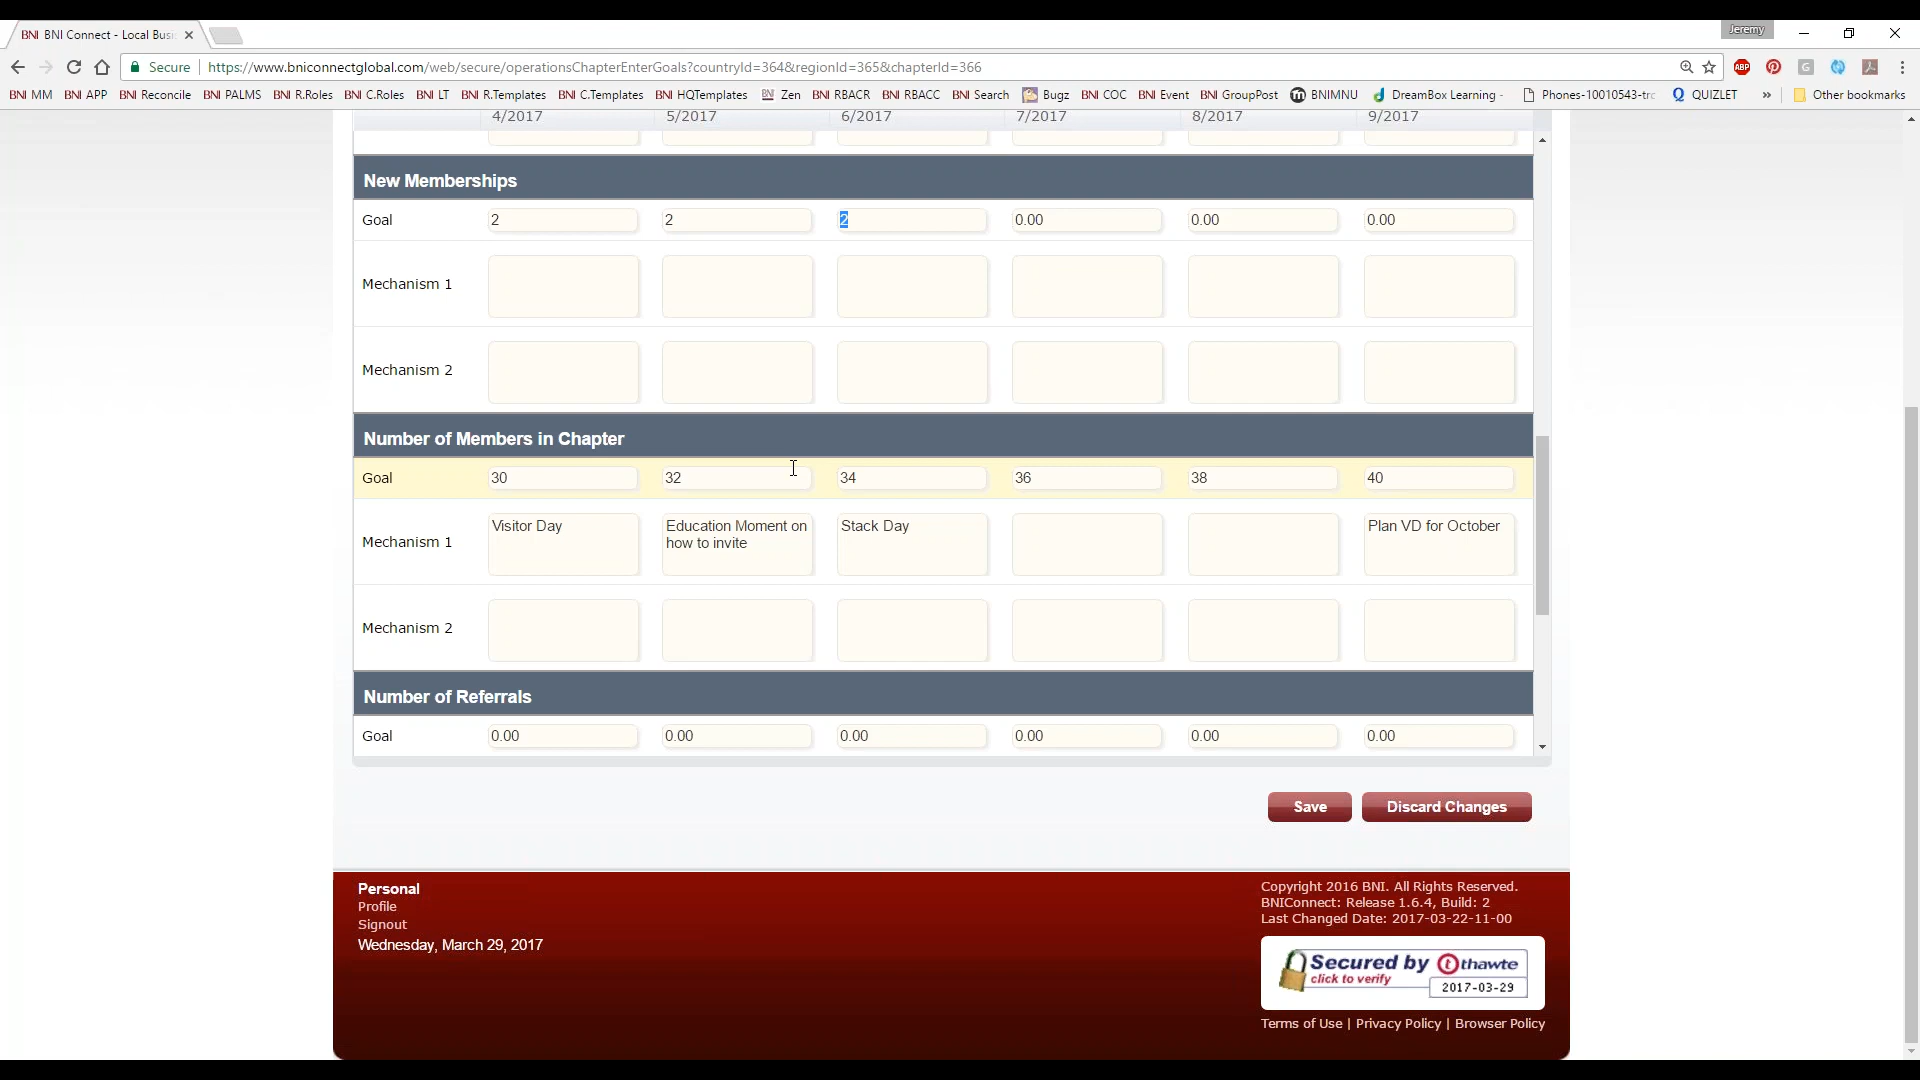 BNI BNI Connect - Local Busi
Jeremy
Secure https://www.bniconnectglobal.com/web/secure/operationsChapterEnterGoals?countryId=364&regionId=365&chapterId=366
ABP G
BNI MM BNI APP BNI Reconcile BNI PALMS BNI R.Roles BNI C.Roles BNI LT BNI R.Templates BNI C.Templates BNI HQTemplates BNI Zen BNI RBACR BNI RBACC BNI Search Bugz BNI COC BNI Event BNI GroupPost m BNIMNU DreamBox Learning - Phones-10010543-trc Q QUIZLET » Other bookmarks
4/2017 5/2017 6/2017 7/2017 8/2017 9/2017
New Memberships
Goal 2 2 2 0.00 0.00 0.00
Mechanism 1
Mechanism 2
Number of Members in Chapter
Goal 30 32 34 36 38 40
Mechanism 1 Visitor Day Education Moment on how to invite Stack Day Plan VD for October
Mechanism 2
Number of Referrals
Goal 0.00 0.00 0.00 0.00 0.00 0.00
Save Discard Changes
Personal
Profile
Signout
Wednesday, March 29, 2017
Copyright 2016 BNI. All Rights Reserved.
BNIConnect: Release 1.6.4, Build: 2
Last Changed Date: 2017-03-22-11-00
Secured by thawte
click to verify
2017-03-29
Terms of Use | Privacy Policy | Browser Policy